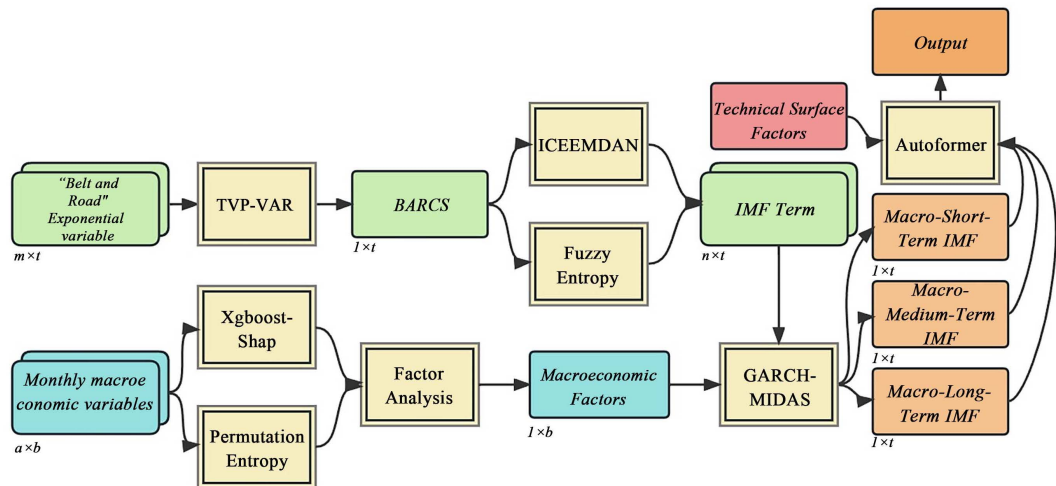 Output
Technical Surface
Factors
Autoformer
ICEEMDAN
“Belt and
Road"
Exponential
variable
m×t
TVP-VAR
BARCS
1×t
Fuzzy
Entropy
IMF Term
n×t
Macro-Short-
Term IMF
1×t
Macro-
Medium-Term
IMF
1×t
Macro-Long-
Term IMF
1×t
Xgboost-
Shap
Monthly macroe
conomic variables
a×b
Permutation
Entropy
Factor
Analysis
Macroeconomic
Factors
1×b
GARCH-
MIDAS